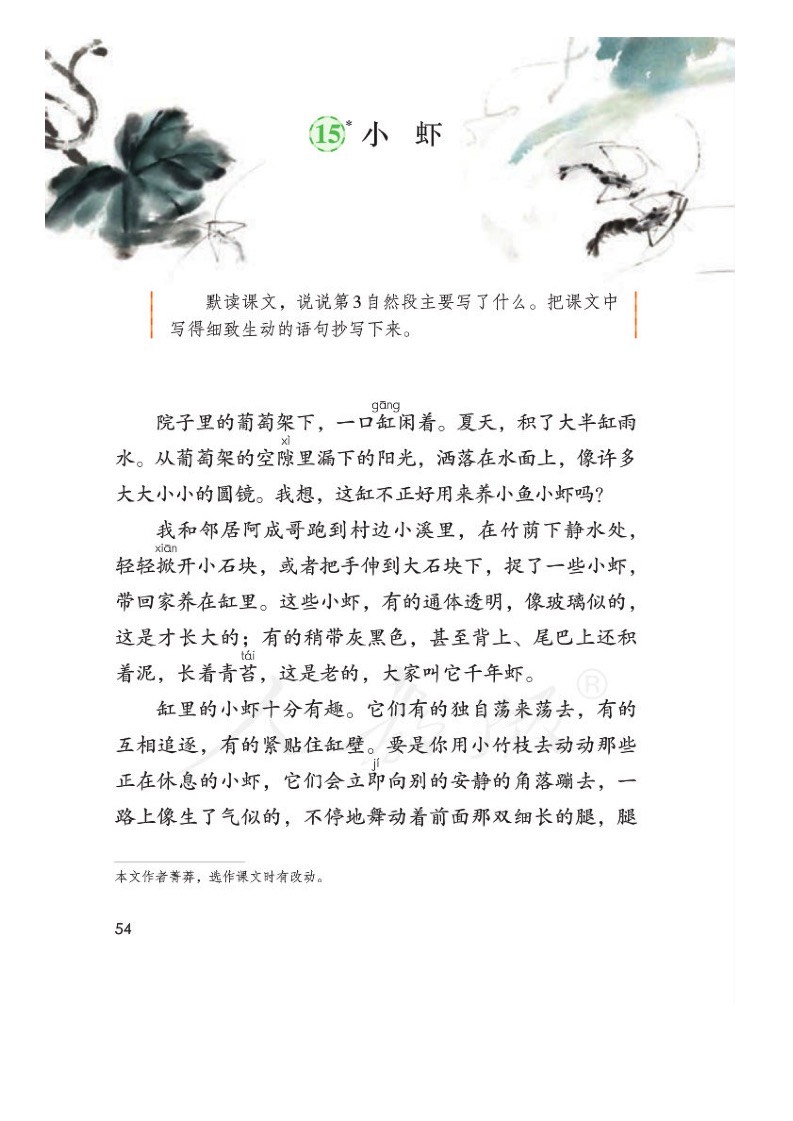 15* 小 虾
默读课文，说说第3自然段主要写了什么。把课文中
写得细致生动的语句抄写下来。
gāng
院子里的葡萄架下，一口缸闲着。夏天，积了大半缸雨
xì
水。从葡萄架的空隙里漏下的阳光，洒落在水面上，像许多
大大小小的圆镜。我想，这缸不正好用来养小鱼小虾吗？
我和邻居阿成哥跑到村边小溪里，在竹荫下静水处，
xiān
轻轻掀开小石块，或者把手伸到大石块下，捉了一些小虾，
带回家养在缸里。这些小虾，有的通体透明，像玻璃似的，
这是才长大的；有的稍带灰黑色，甚至背上、尾巴上还积
tái
着泥，长着青苔，这是老的，大家叫它千年虾。
缸里的小虾十分有趣。它们有的独自荡来荡去，有的
互相追逐，有的紧贴住缸壁。要是你用小竹枝去动动那些
jí
正在休息的小虾，它们会立即向别的安静的角落蹦去，一
路上像生了气似的，不停地舞动着前面那双细长的腿，腿
人教版®
本文作者菁莽，选作课文时有改动。
54